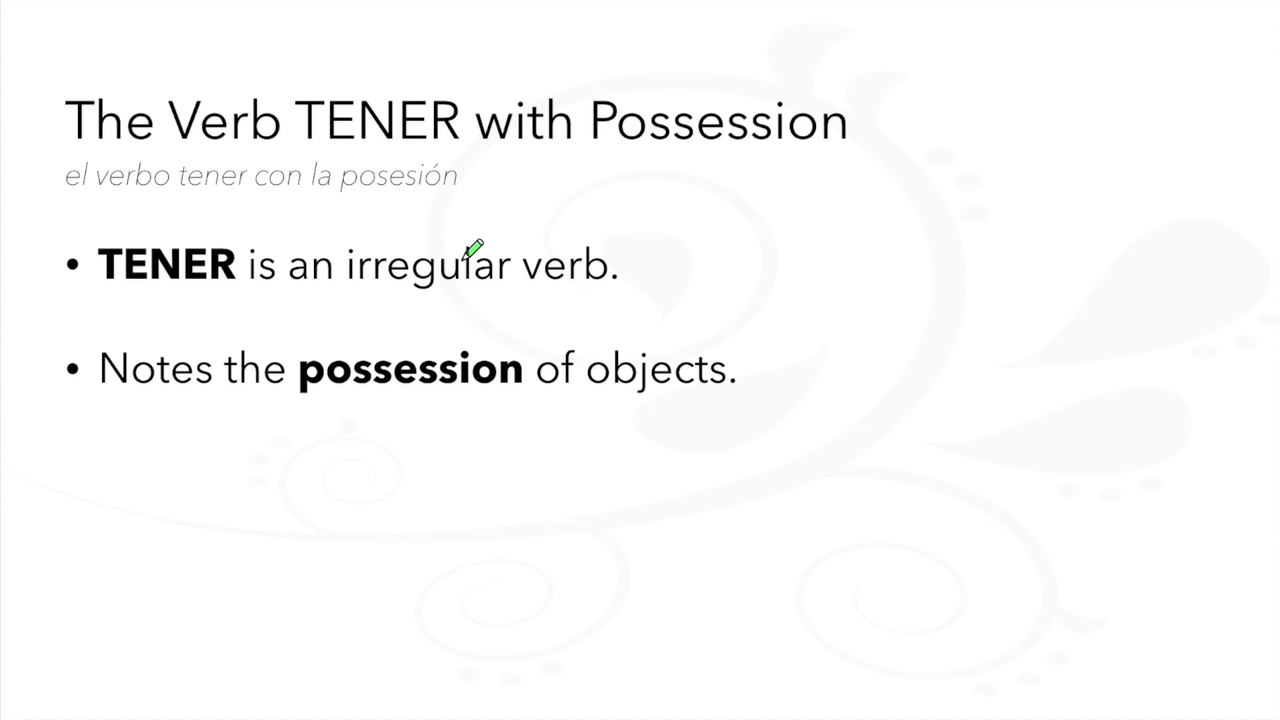 The Verb TENER with Possession
el verbo tener con la posesión
• TENER is an irregular verb.
• Notes the possession of objects.